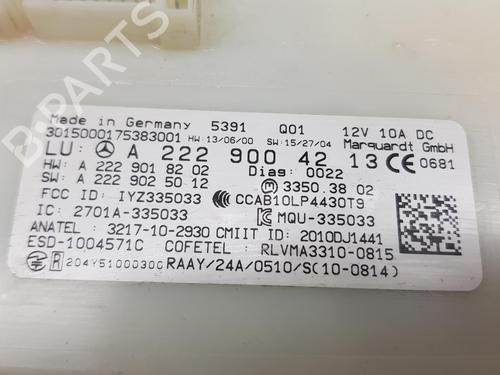 Made in Germany 5391 Q01 12V 10A DC
3015000175383001 HW:13/06/00 SW:15/27/04 Marquardt GmbH
LU: A 222 900 42 13 CE 0681
HW: A 222 901 82 02 Diag: 0022
SW: A 222 902 50 12 3350.38 02
FCC ID: IYZ335033 CCAB10LP4430T9
IC: 2701A-335033 MQU-335033
ANATEL : 3217-10-2930 CMIIT ID: 2010DJ1441
ESD-1004571C COFETEL : RLVMA3310-0815
R 204Y51000300 RAAY/24A/0510/S(10-0814)